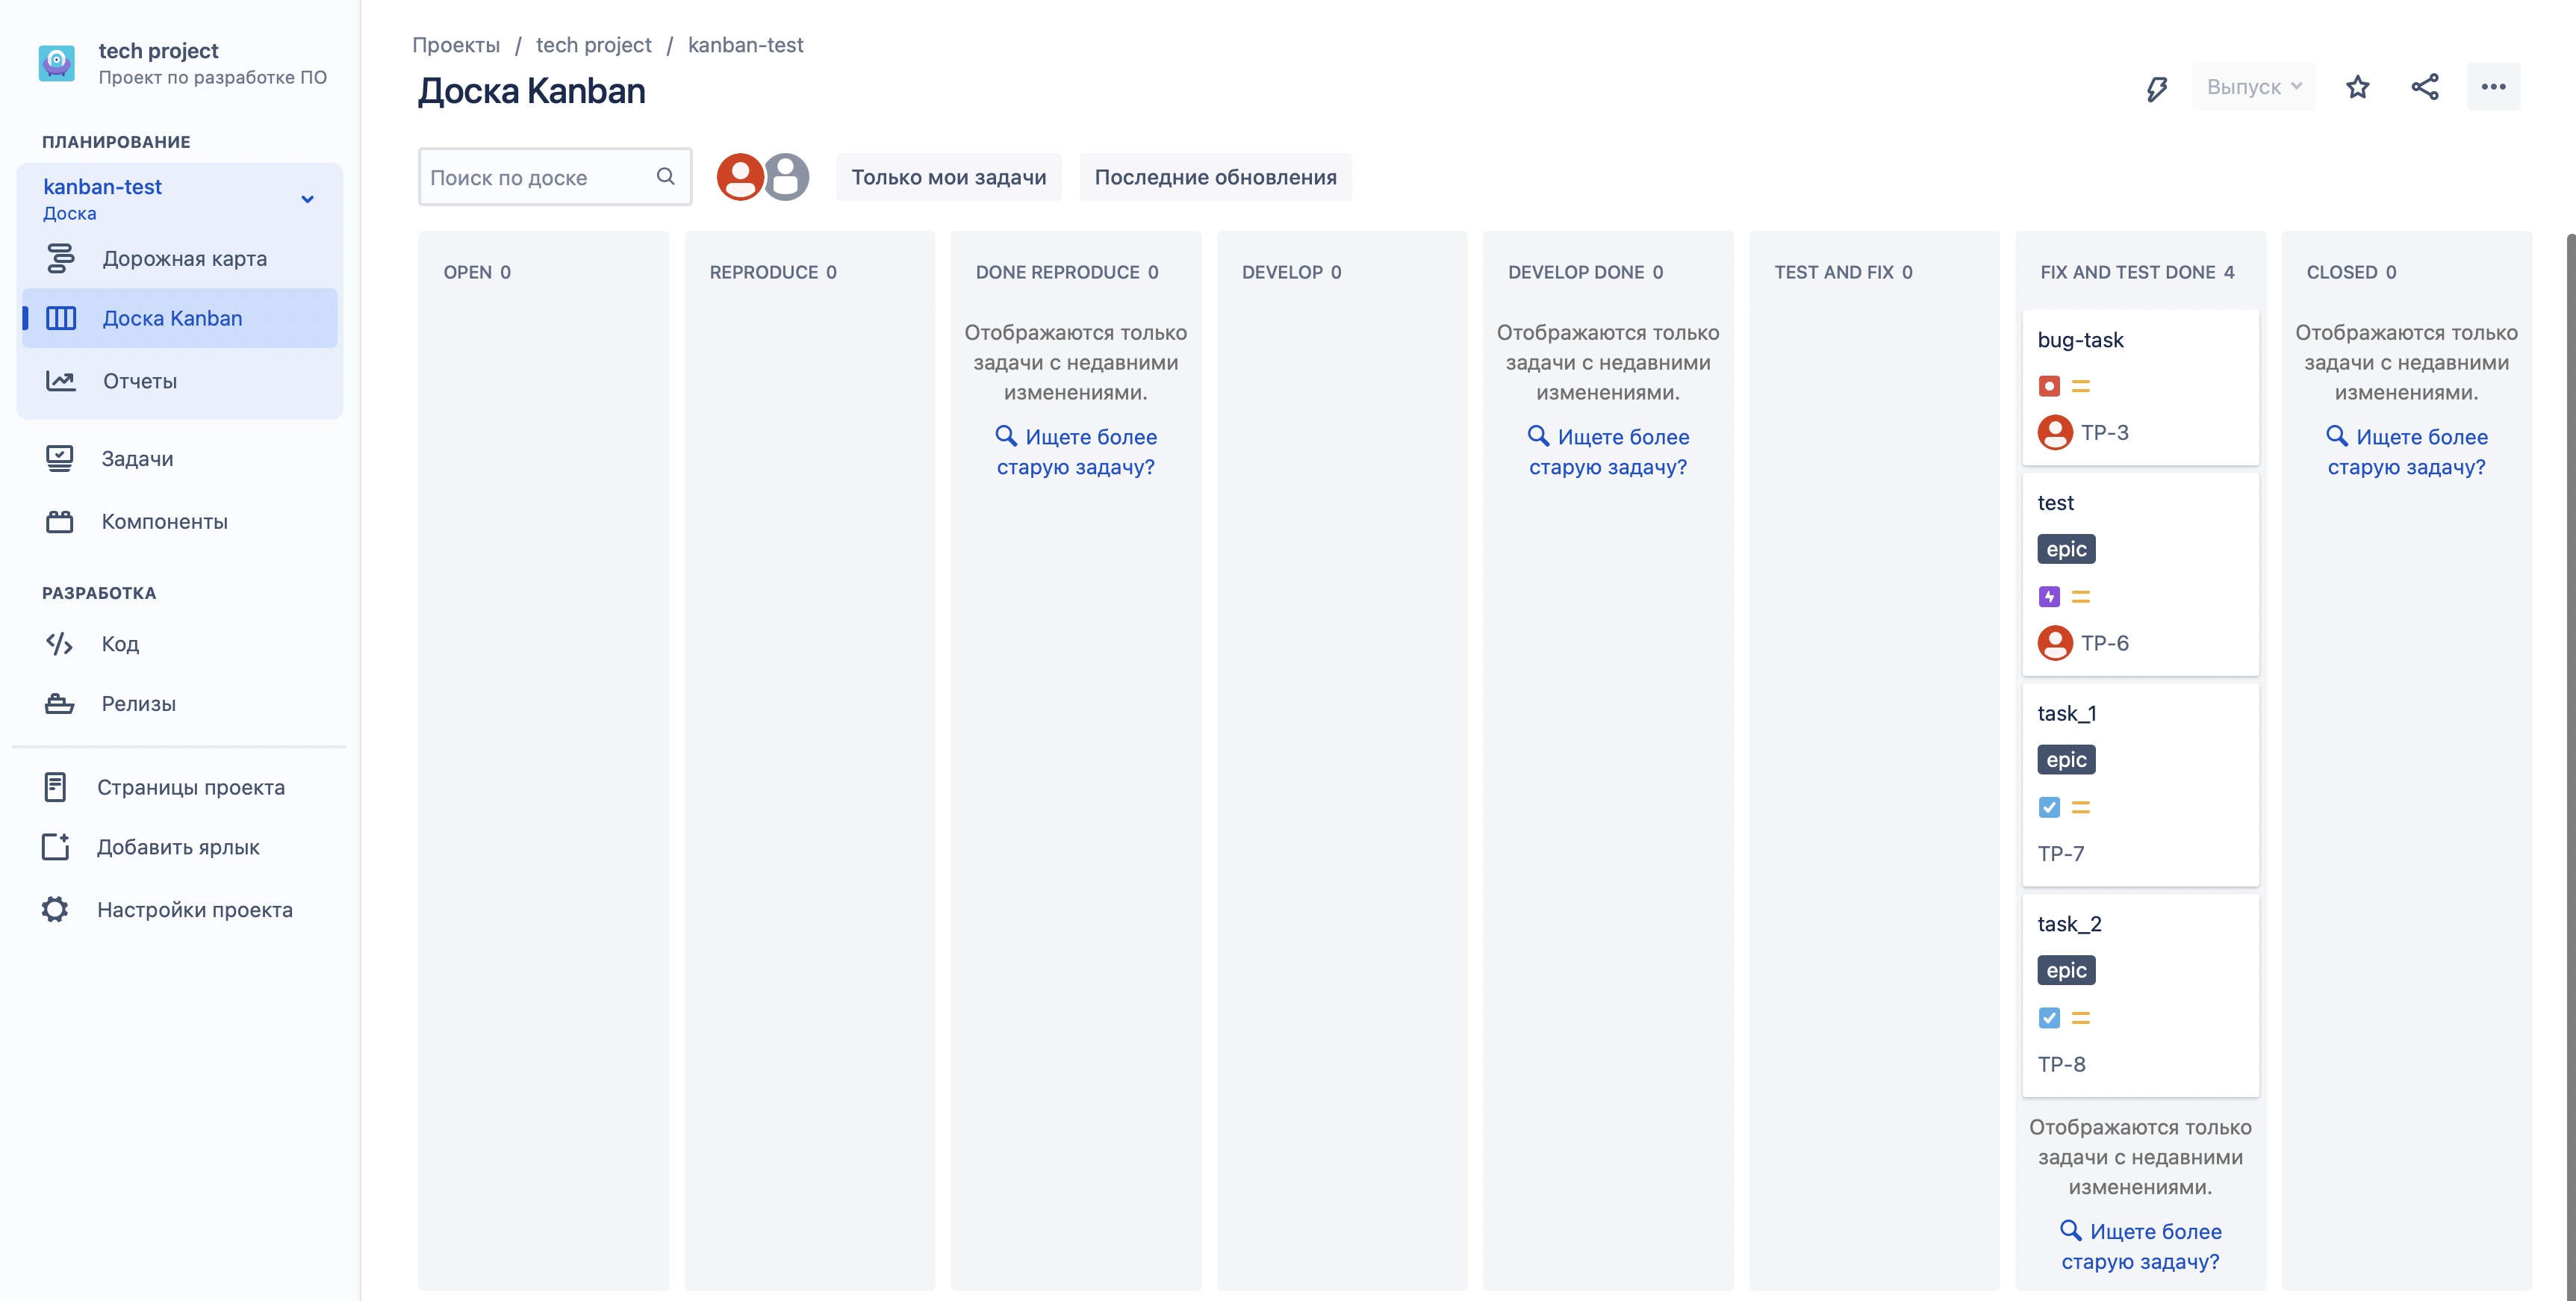 tech project
Проект по разработке ПО
ПЛАНИРОВАНИЕ
kanban-test
Доска
Дорожная карта
Доска Kanban
Отчеты
Задачи
Компоненты
РАЗРАБОТКА
Код
Релизы
Страницы проекта
Добавить ярлык
Настройки проекта
Проекты / tech project / kanban-test
Доска Kanban
Выпуск
Поиск по доске
Только мои задачи
Последние обновления
OPEN 0
REPRODUCE 0
DONE REPRODUCE 0
Отображаются только
задачи с недавними
изменениями.
Ищете более
старую задачу?
DEVELOP 0
DEVELOP DONE 0
Отображаются только
задачи с недавними
изменениями.
Ищете более
старую задачу?
TEST AND FIX 0
FIX AND TEST DONE 4
bug-task
TP-3
test
epic
TP-6
task_1
epic
TP-7
task_2
epic
TP-8
Отображаются только
задачи с недавними
изменениями.
Ищете более
старую задачу?
CLOSED 0
Отображаются только
задачи с недавними
изменениями.
Ищете более
старую задачу?